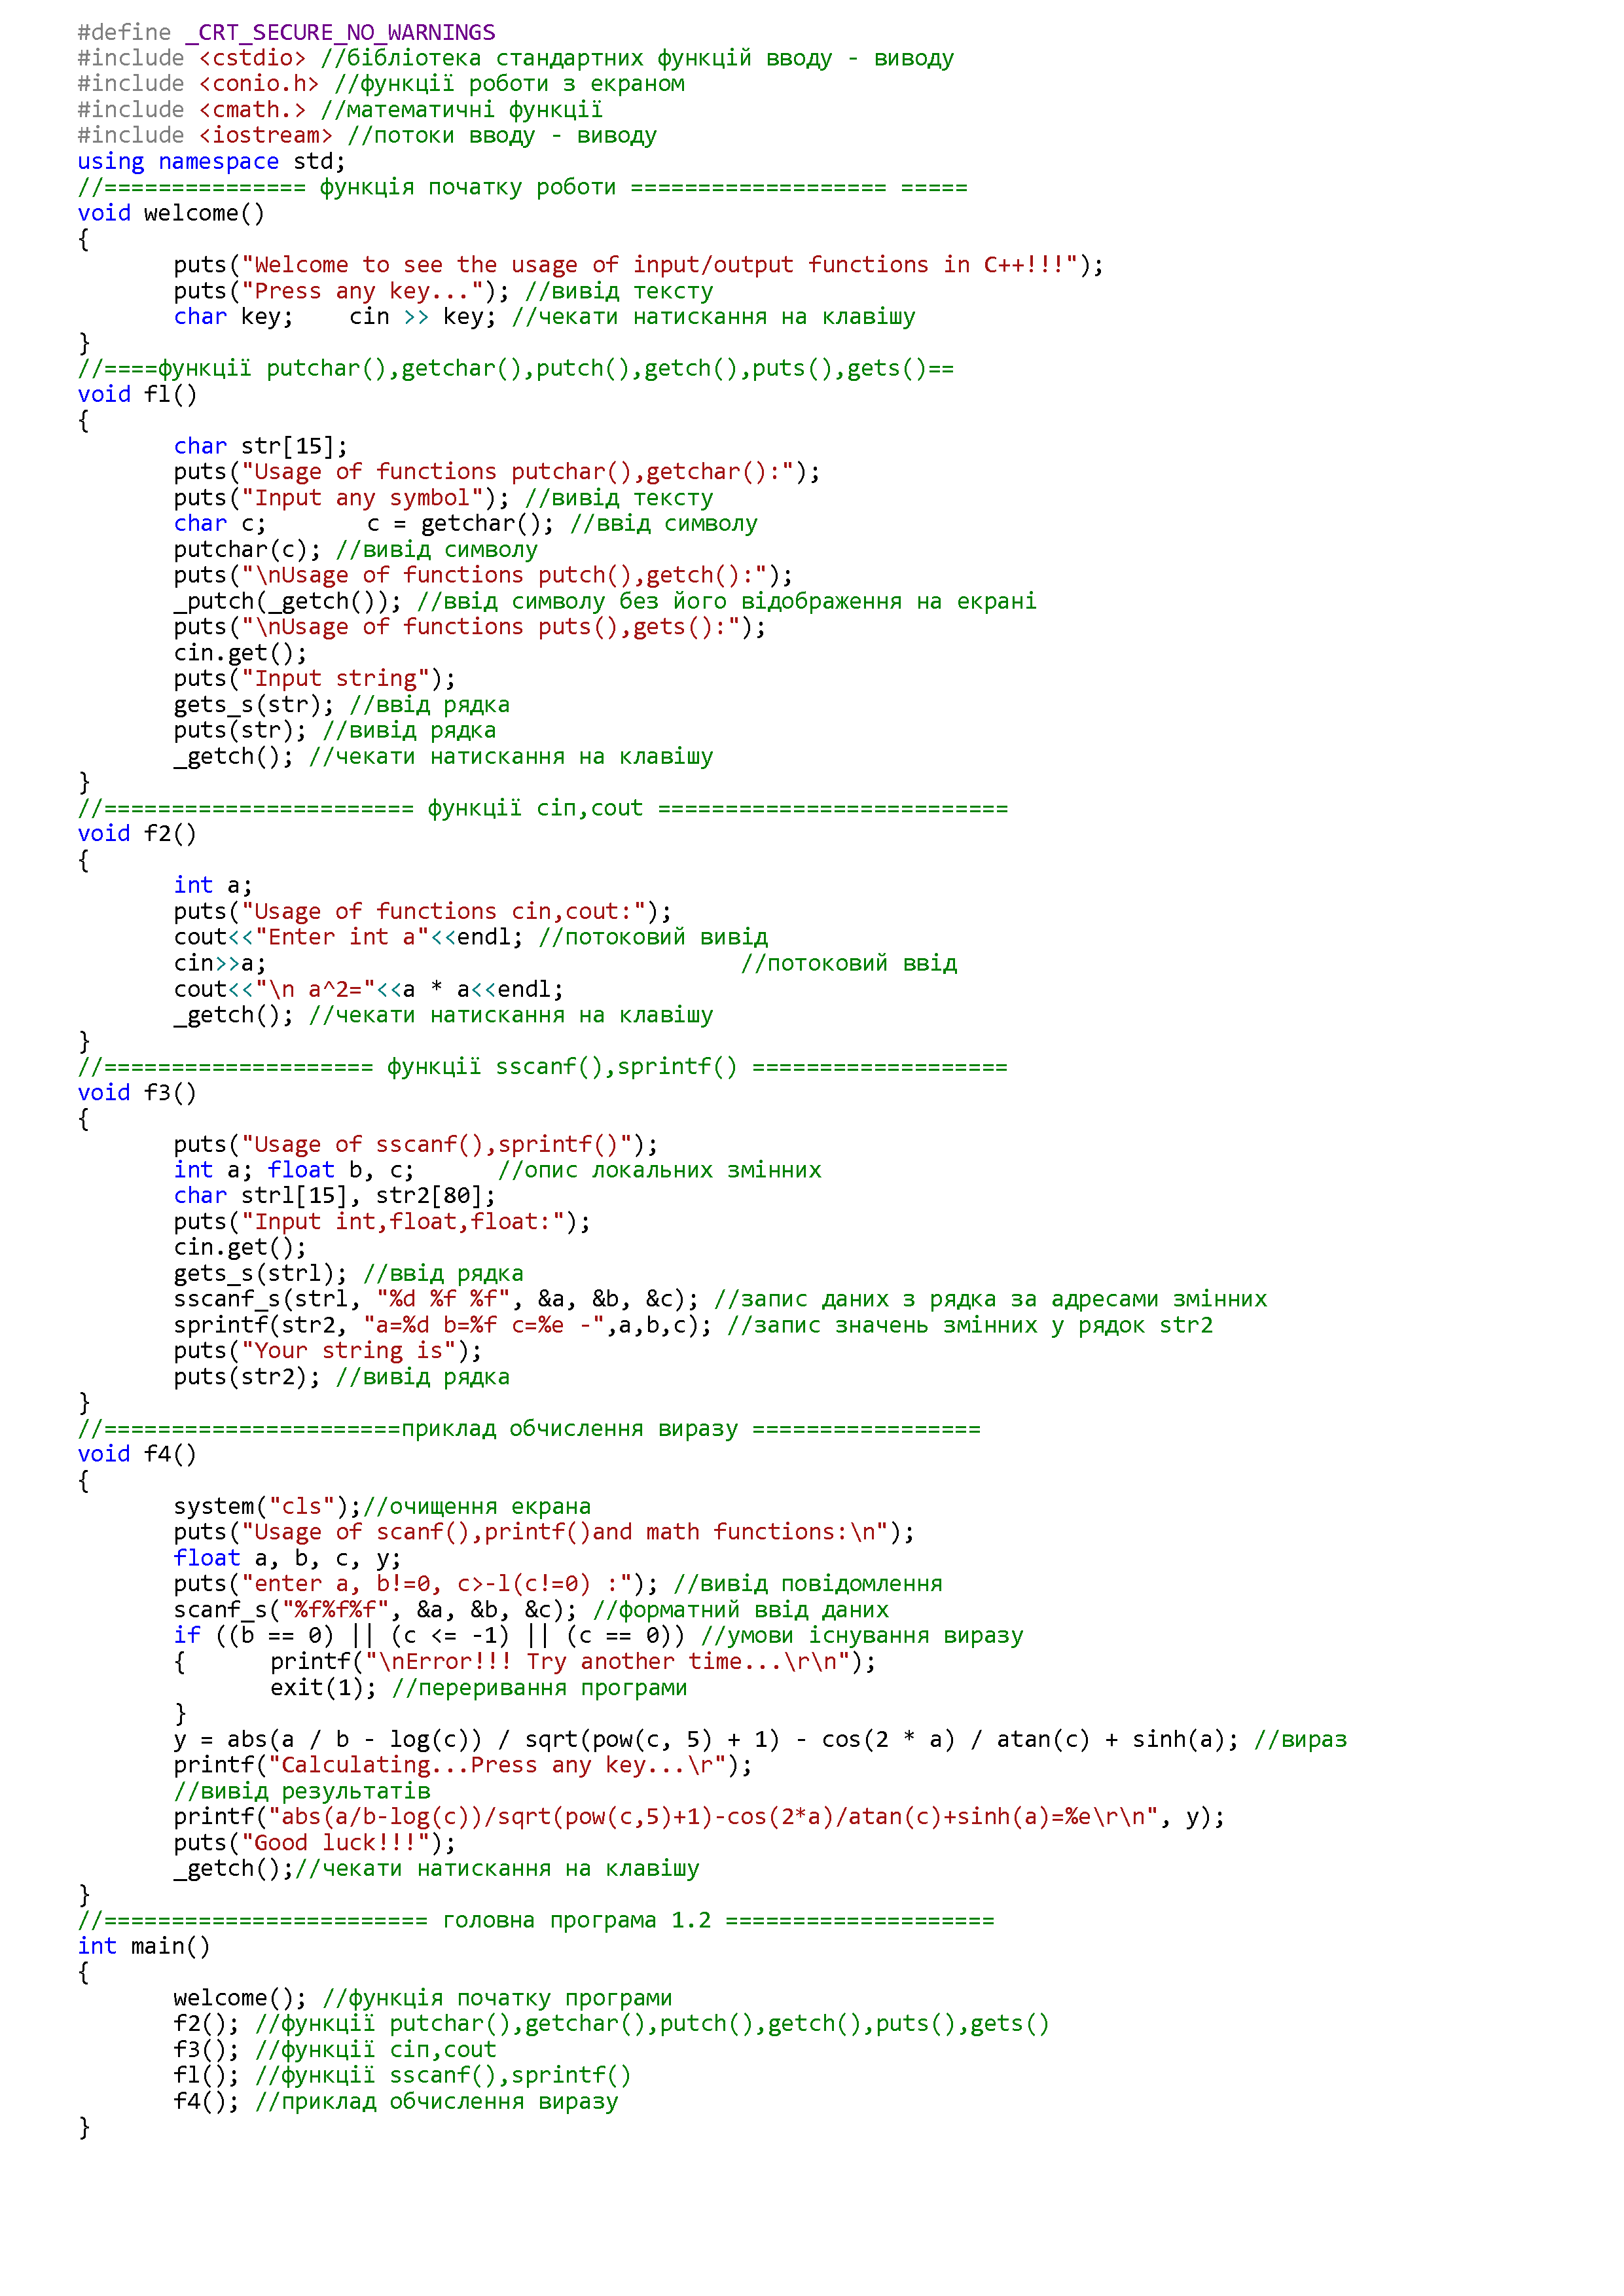 #define _CRT_SECURE_NO_WARNINGS
#include <cstdio> //бібліотека стандартних функцій вводу - виводу
#include <conio.h> //функції роботи з екраном
#include <cmath.> //математичні функції
#include <iostream> //потоки вводу - виводу
using namespace std;
//=============== функція початку роботи =================== =====
void welcome()
{
puts("Welcome to see the usage of input/output functions in C++!!!");
puts("Press any key..."); //вивід тексту
char key;    cin >> key; //чекати натискання на клавішу
}
//====функції putchar(),getchar(),putch(),getch(),puts(),gets()==
void fl()
{
char str[15];
puts("Usage of functions putchar(),getchar():");
puts("Input any symbol"); //вивід тексту
char c;        c = getchar(); //ввід символу
putchar(c); //вивід символу
puts("\nUsage of functions putch(),getch():");
_putch(_getch()); //ввід символу без його відображення на екрані
puts("\nUsage of functions puts(),gets():");
cin.get();
puts("Input string");
gets_s(str); //ввід рядка
puts(str); //вивід рядка
_getch(); //чекати натискання на клавішу
}
//======================= функції сіп,cout ==========================
void f2()
{
int a;
puts("Usage of functions cin,cout:");
cout<<"Enter int a"<<endl; //потоковий вивід
cin>>a;                                   //потоковий ввід
cout<<"\n a^2="<<a * a<<endl;
_getch(); //чекати натискання на клавішу
}
//==================== функції sscanf(),sprintf() ===================
void f3()
{
puts("Usage of sscanf(),sprintf()");
int a; float b, c;      //опис локальних змінних
char strl[15], str2[80];
puts("Input int,float,float:");
cin.get();
gets_s(strl); //ввід рядка
sscanf_s(strl, "%d %f %f", &a, &b, &c); //запис даних з рядка за адресами змінних
sprintf(str2, "a=%d b=%f c=%e -",a,b,c); //запис значень змінних у рядок str2
puts("Your string is");
puts(str2); //вивід рядка
}
//======================приклад обчислення виразу =================
void f4()
{
system("cls");//очищення екрана
puts("Usage of scanf(),printf()and math functions:\n");
float a, b, c, y;
puts("enter a, b!=0, c>-l(c!=0) :"); //вивід повідомлення
scanf_s("%f%f%f", &a, &b, &c); //форматний ввід даних
if ((b == 0) || (c <= -1) || (c == 0)) //умови існування виразу
{      printf("\nError!!! Try another time...\r\n");
exit(1); //переривання програми
}
y = abs(a / b - log(c)) / sqrt(pow(c, 5) + 1) - cos(2 * a) / atan(c) + sinh(a); //вираз
printf("Calculating...Press any key...\r");
//вивід результатів
printf("abs(a/b-log(c))/sqrt(pow(c,5)+1)-cos(2*a)/atan(c)+sinh(a)=%e\r\n", y);
puts("Good luck!!!");
_getch();//чекати натискання на клавішу
}
//======================== головна програма 1.2 ====================
int main()
{
welcome(); //функція початку програми
f2(); //функції putchar(),getchar(),putch(),getch(),puts(),gets()
f3(); //функції сіп,cout
fl(); //функції sscanf(),sprintf()
f4(); //приклад обчислення виразу
}